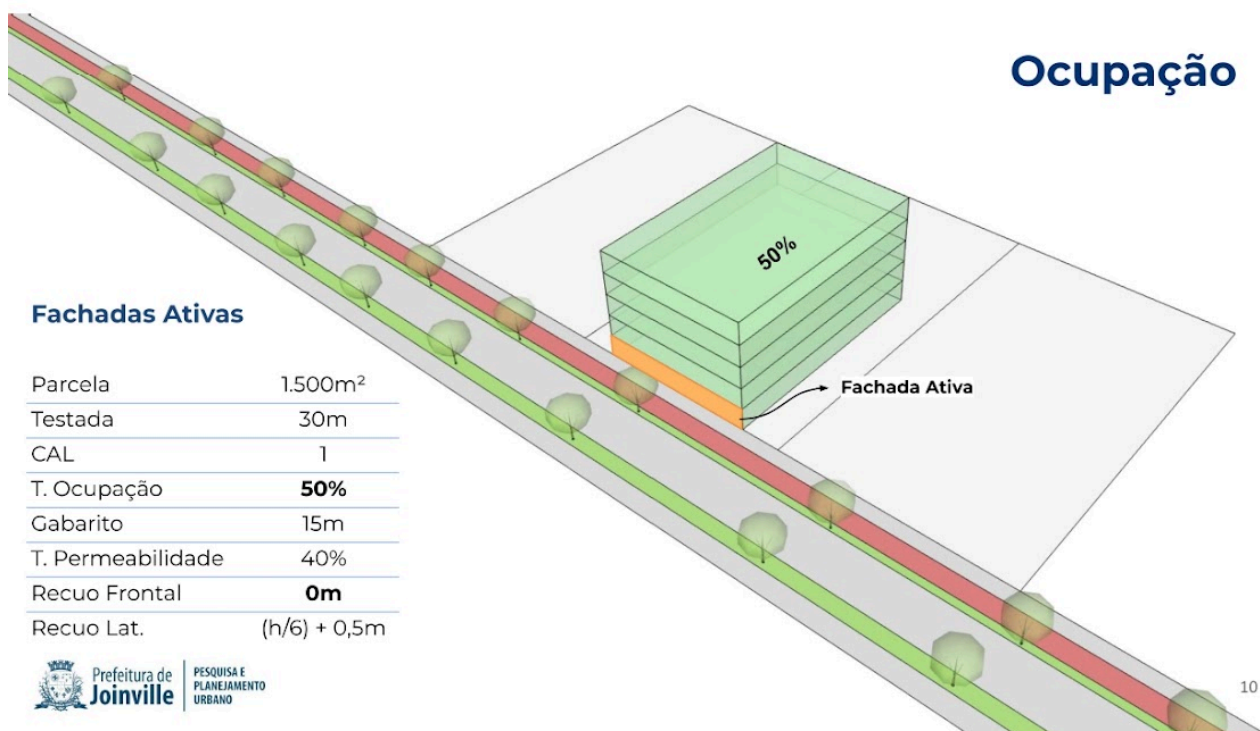 Ocupação
50%
Fachada Ativa
Fachadas Ativas
Parcela 1.500m²
Testada 30m
CAL 1
T. Ocupação 50%
Gabarito 15m
T. Permeabilidade 40%
Recuo Frontal 0m
Recuo Lat. (h/6) + 0,5m
Prefeitura de
Joinville
PESQUISA E
PLANEJAMENTO
URBANO
10